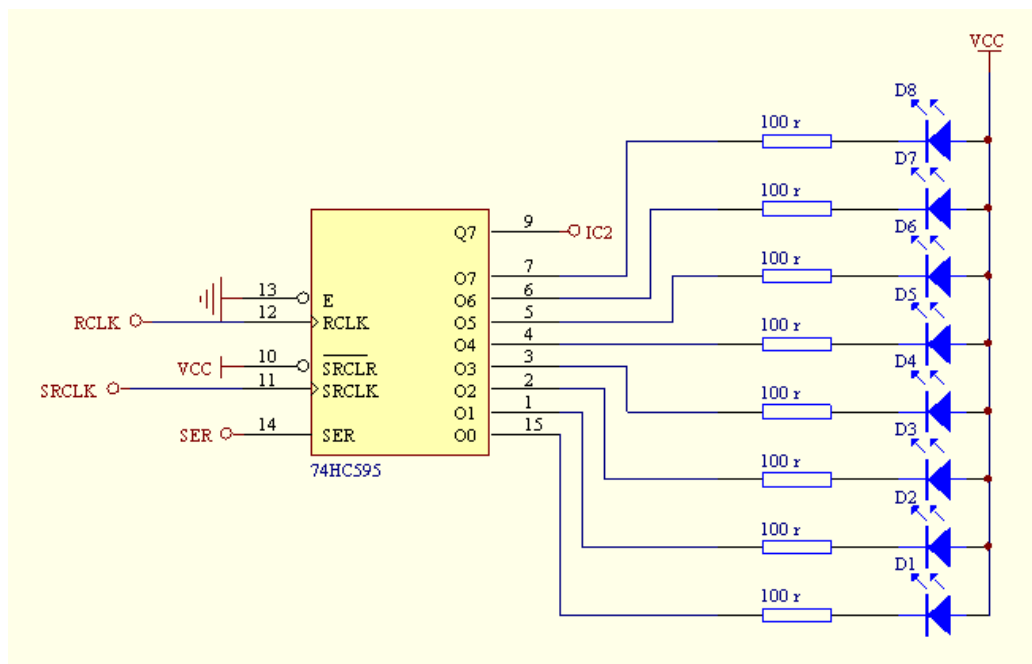 VCC
D8
100 r
D7
100 r
D6
100 r
D5
100 r
D4
100 r
D3
100 r
D2
100 r
D1
100 r
Q7 9 IC2
O7 7
O6 6
O5 5
O4 4
O3 3
O2 2
O1 1
O0 15
13 E
RCLK 12 RCLK
VCC 10 SRCLR
SRCLK 11 SRCLK
SER 14 SER
74HC595